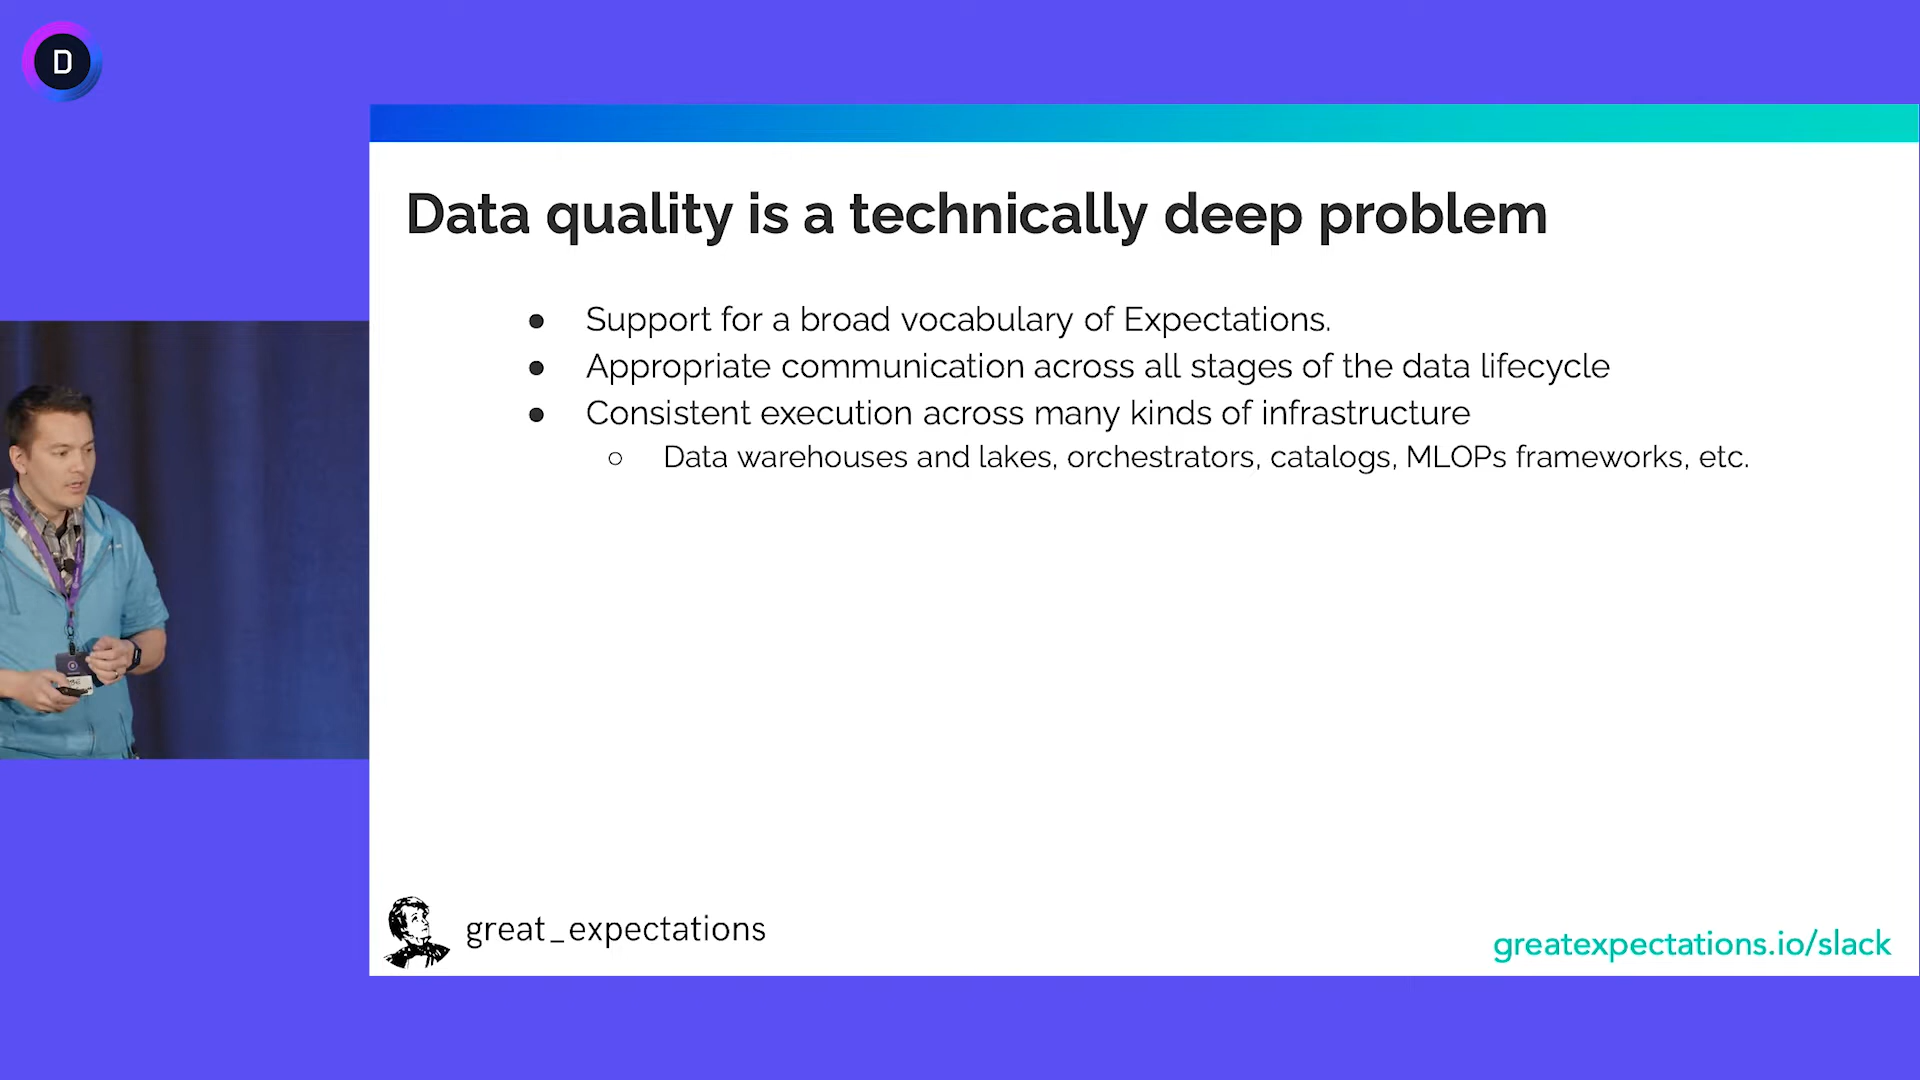 D
Data quality is a technically deep problem
● Support for a broad vocabulary of Expectations.
● Appropriate communication across all stages of the data lifecycle
● Consistent execution across many kinds of infrastructure
○ Data warehouses and lakes, orchestrators, catalogs, MLOPs frameworks, etc.
great_expectations
greatexpectations.io/slack